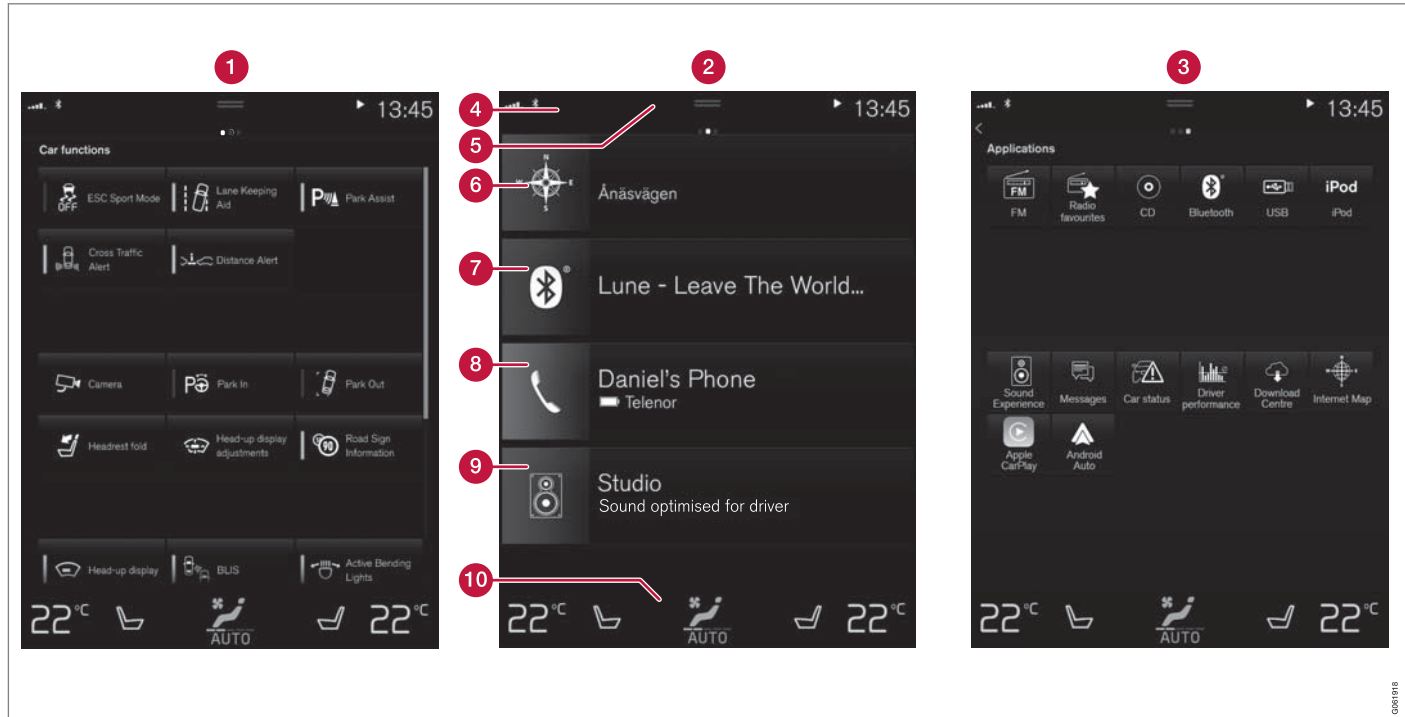 1
2
3
13:45
Car functions
ESC Sport Mode
OFF
Lane Keeping
Aid
Park Assist
Cross Traffic
Alert
Distance Alert
Camera
Park In
Park Out
Headrest fold
Head-up display
adjustments
90
Road Sign
Information
Head-up display
BLIS
Active Bending
Lights
22°C
AUTO
22°C
4
5
6
7
8
9
10
13:45
N
W
E
S
Ånäsvägen
Lune - Leave The World...
Daniel's Phone
Telenor
Studio
Sound optimised for driver
22°C
AUTO
22°C
13:45
Applications
FM
FM
Radio
favourites
CD
Bluetooth
USB
iPod
iPod
Sound
Experience
Messages
Car status
Driver
performance
Download
Centre
Internet Map
Apple
CarPlay
Android
Auto
22°C
AUTO
22°C
G061918